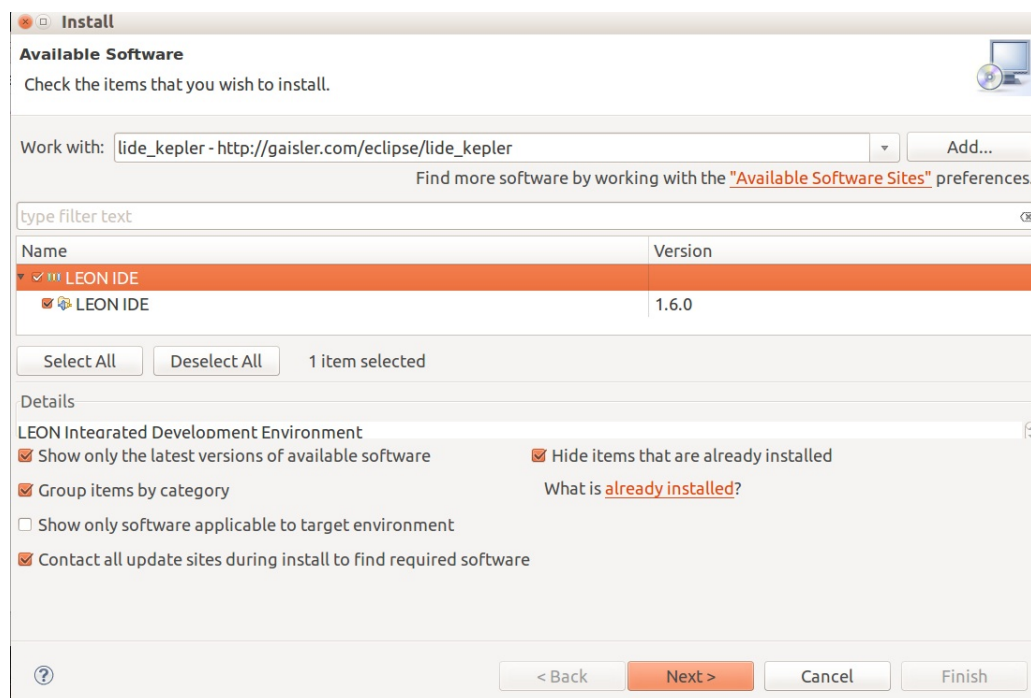 Install
Available Software
Check the items that you wish to install.
Work with: lide_kepler - http://gaisler.com/eclipse/lide_kepler Add...
Find more software by working with the "Available Software Sites" preferences.
type filter text
Name Version
LEON IDE
LEON IDE 1.6.0
Select All Deselect All 1 item selected
Details
LEON Integrated Development Environment
Show only the latest versions of available software Hide items that are already installed
Group items by category What is already installed?
Show only software applicable to target environment
Contact all update sites during install to find required software
? < Back Next > Cancel Finish